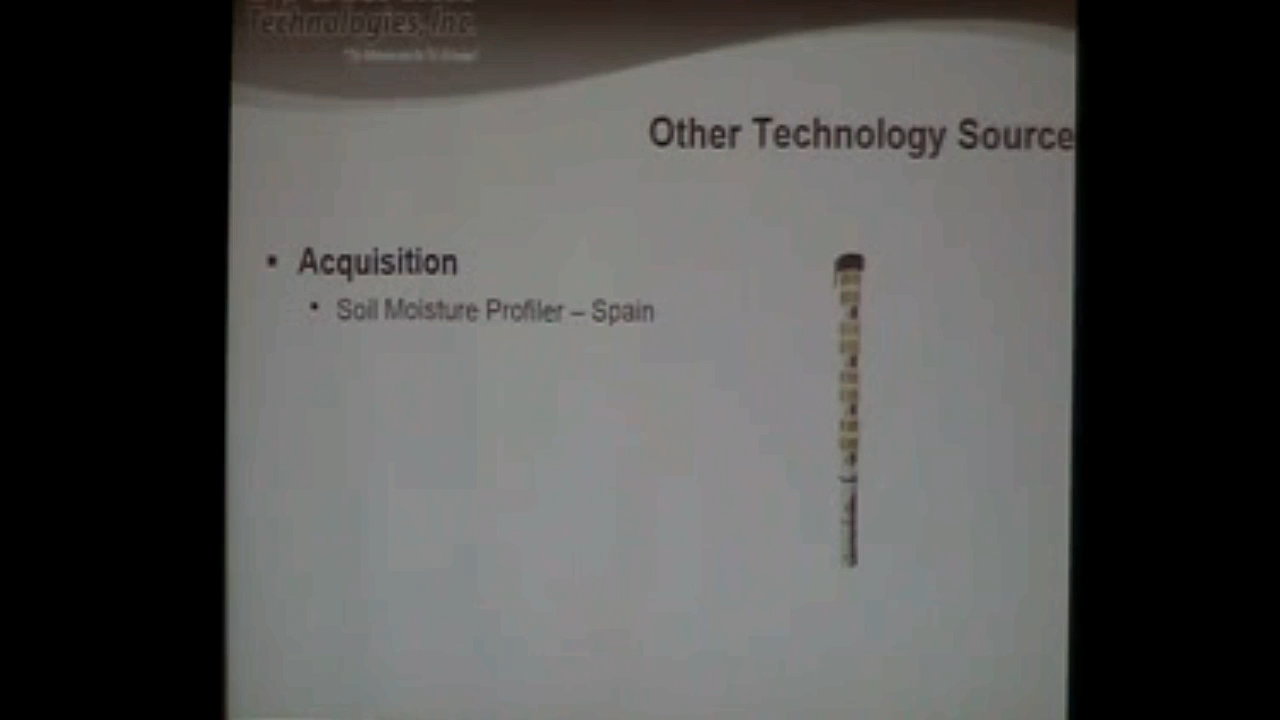 Technologies, Inc.
Other Technology Source
• Acquisition
• Soil Moisture Profiler – Spain